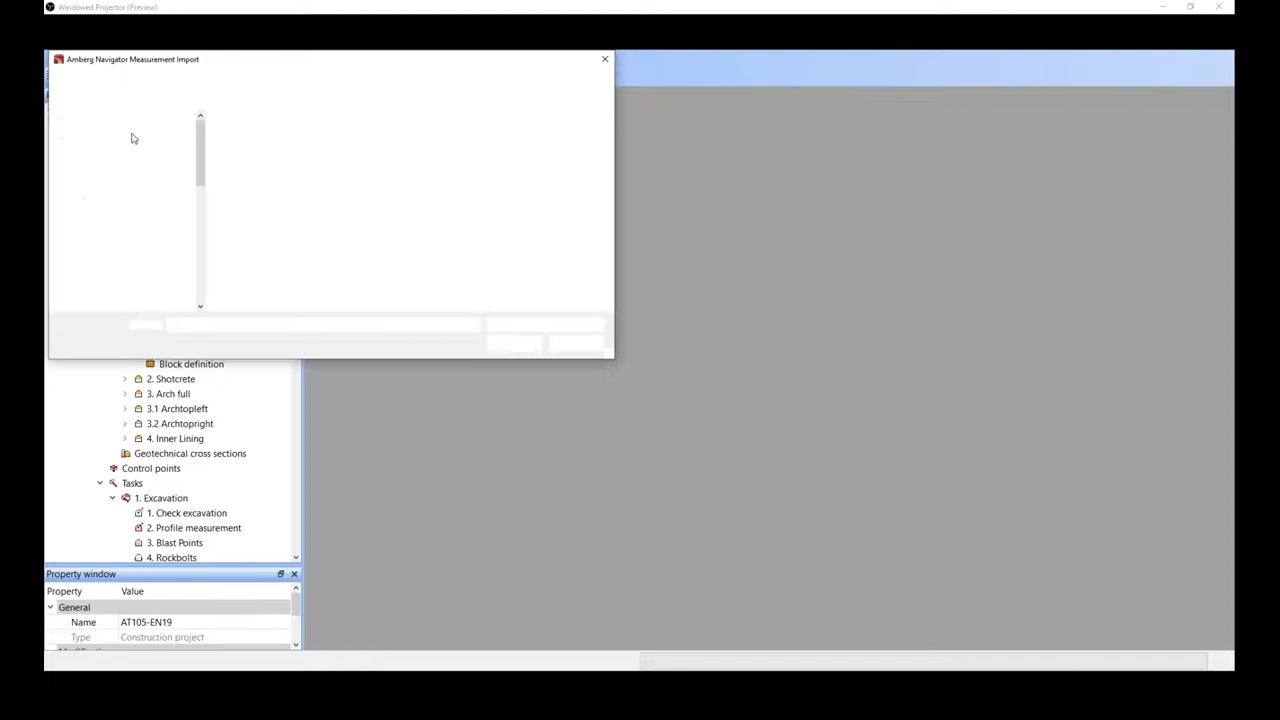 Windowed Projector (Preview)
Amberg Navigator Measurement Import
Block definition
2. Shotcrete
3. Arch full
3.1 Archtopleft
3.2 Archtopright
4. Inner Lining
Geotechnical cross sections
Control points
Tasks
1. Excavation
1. Check excavation
2. Profile measurement
3. Blast Points
4. Rockbolts
Property window
Property Value
General
Name AT105-EN19
Type Construction project